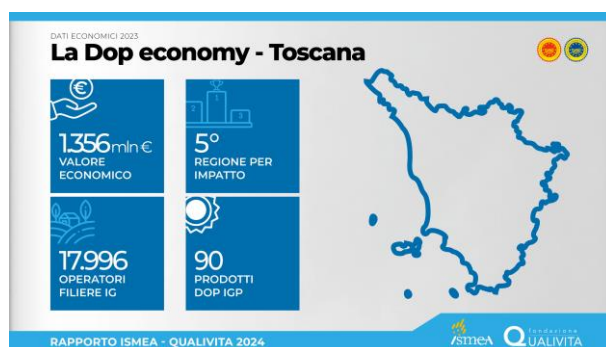 DATI ECONOMICI 2023
La Dop economy - Toscana
1.356 mln €
VALORE
ECONOMICO
5°
REGIONE PER
IMPATTO
17.996
OPERATORI
FILIERE IG
90
PRODOTTI
DOP IGP
RAPPORTO ISMEA - QUALIVITA 2024
ismea
fondazione
QUALIVITA